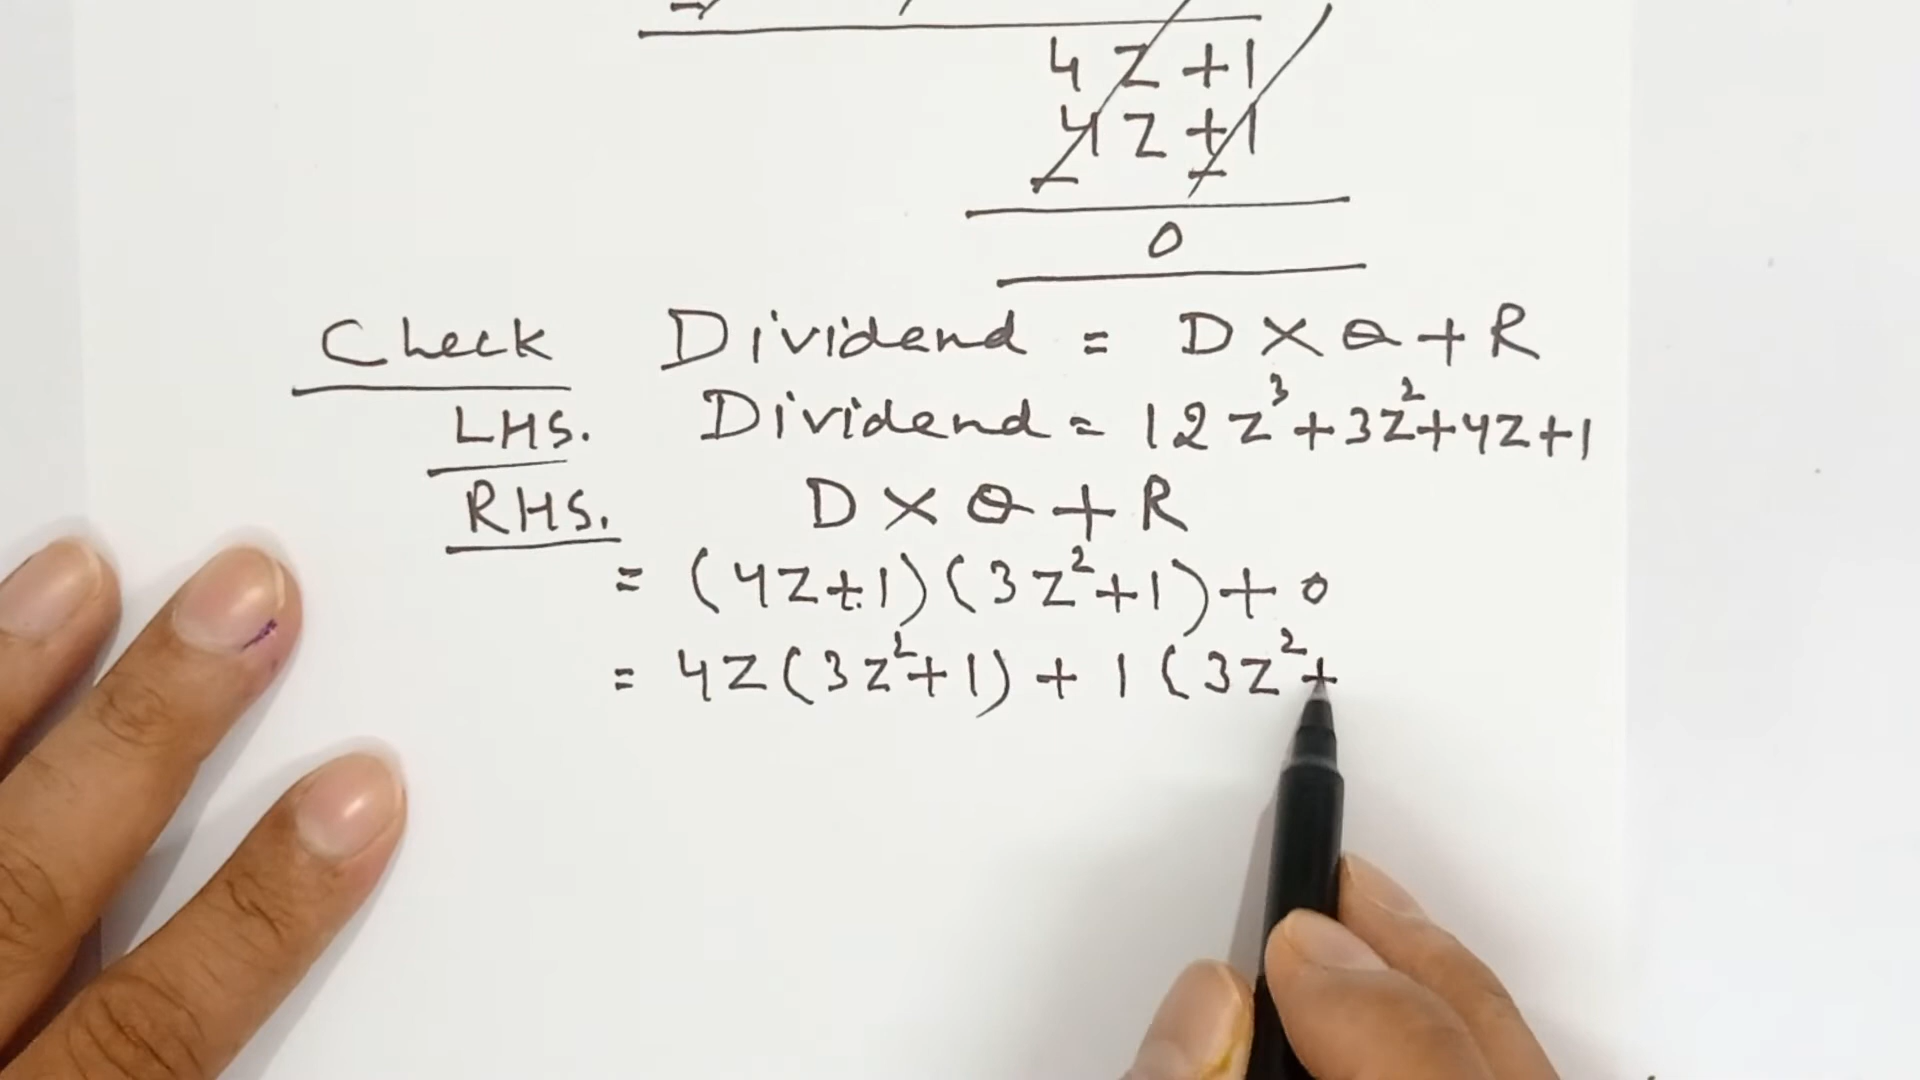 4z+1
4z+1
0
Check Dividend = D×Q+R
LHS. Dividend = 12z³+3z²+4z+1
RHS. D×Q+R
= (4z+1)(3z²+1)+0
= 4z(3z²+1)+1(3z²+